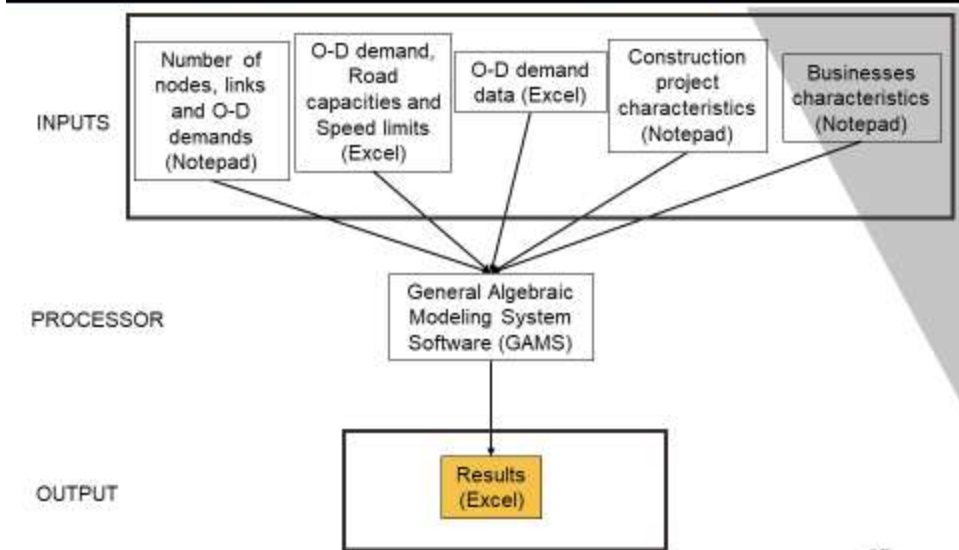 INPUTS
Number of
nodes, links
and O-D
demands
(Notepad)
O-D demand,
Road
capacities and
Speed limits
(Excel)
O-D demand
data (Excel)
Construction
project
characteristics
(Notepad)
Businesses
characteristics
(Notepad)
PROCESSOR
General Algebraic
Modeling System
Software (GAMS)
OUTPUT
Results
(Excel)